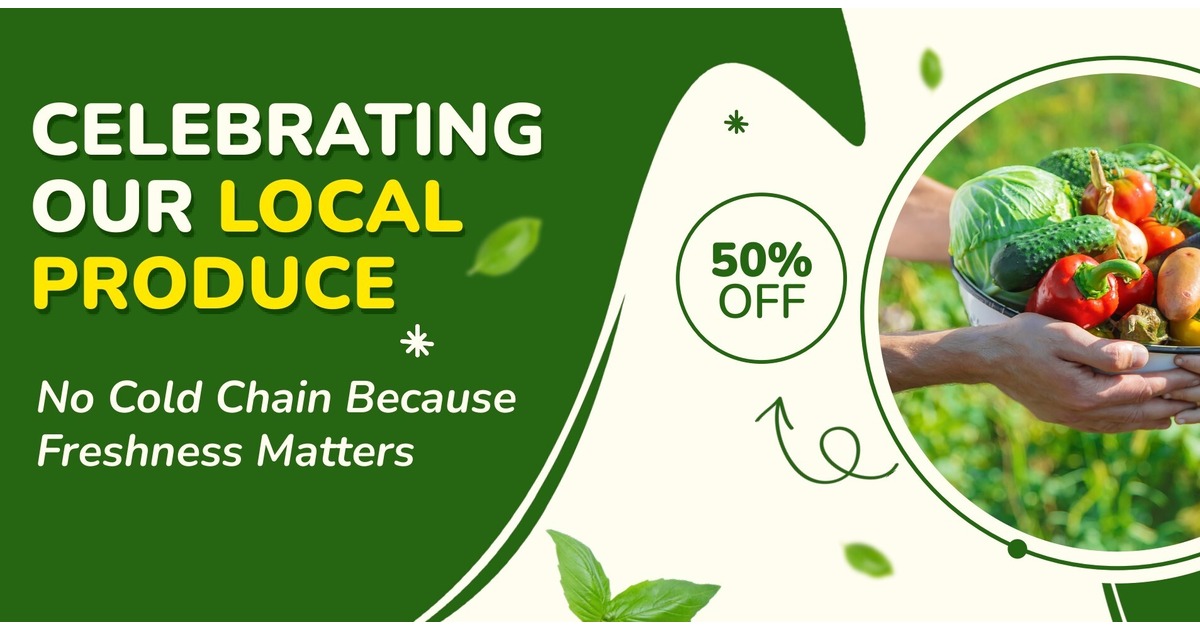 CELEBRATING
OUR LOCAL
PRODUCE
No Cold Chain Because
Freshness Matters
50%
OFF